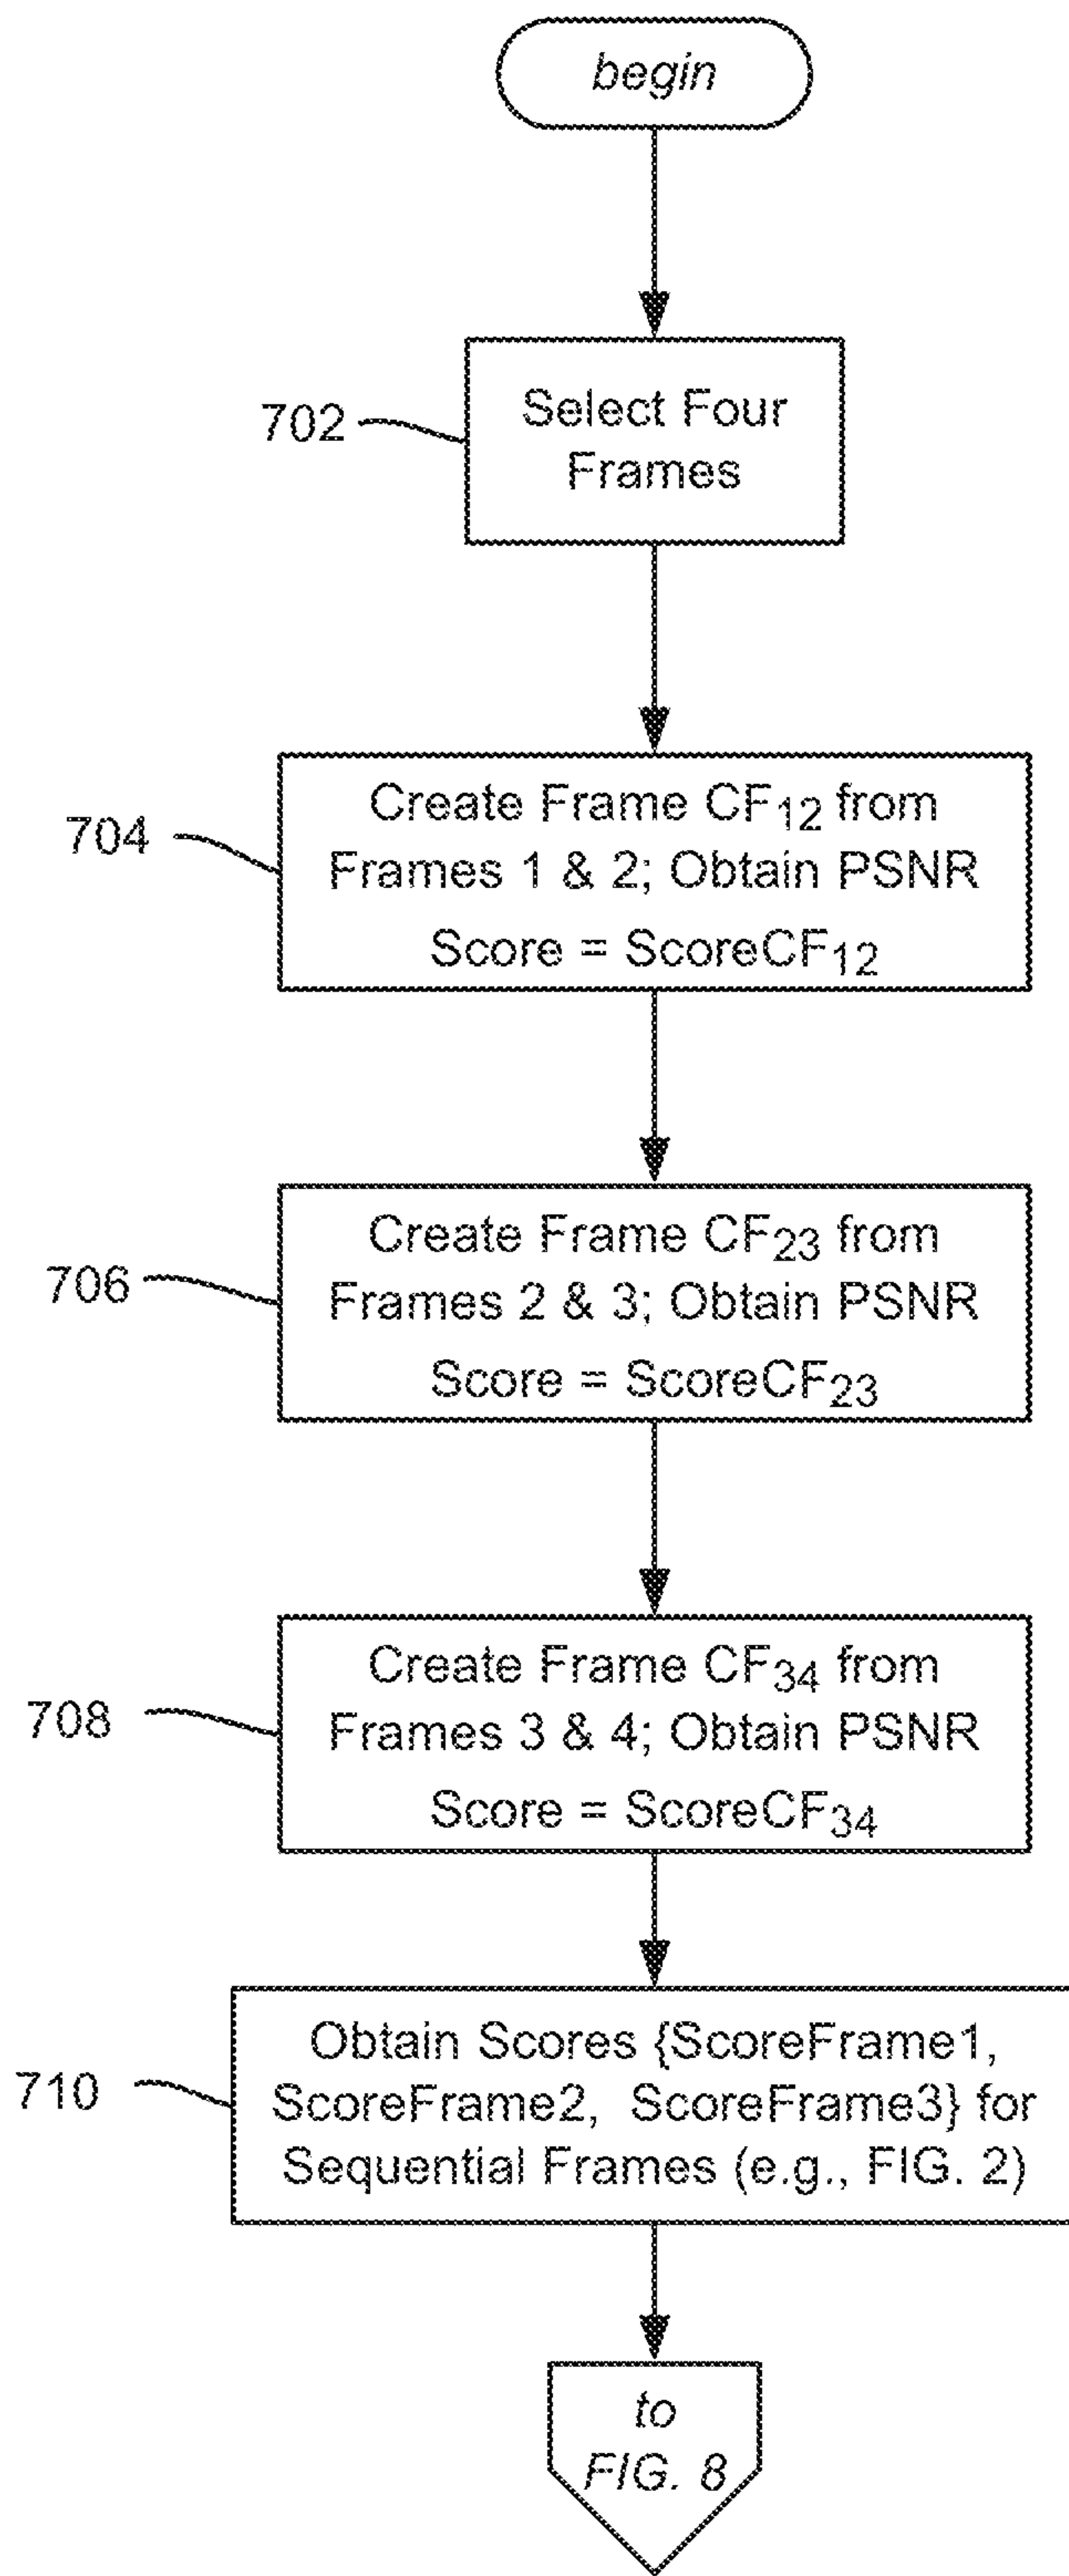 begin
702
Select Four
Frames
704
Create Frame CF₁₂ from
Frames 1 & 2; Obtain PSNR
Score = ScoreCF₁₂
706
Create Frame CF₂₃ from
Frames 2 & 3; Obtain PSNR
Score = ScoreCF₂₃
708
Create Frame CF₃₄ from
Frames 3 & 4; Obtain PSNR
Score = ScoreCF₃₄
710
Obtain Scores {ScoreFrame1,
ScoreFrame2, ScoreFrame3} for
Sequential Frames (e.g., FIG. 2)
to
FIG. 8